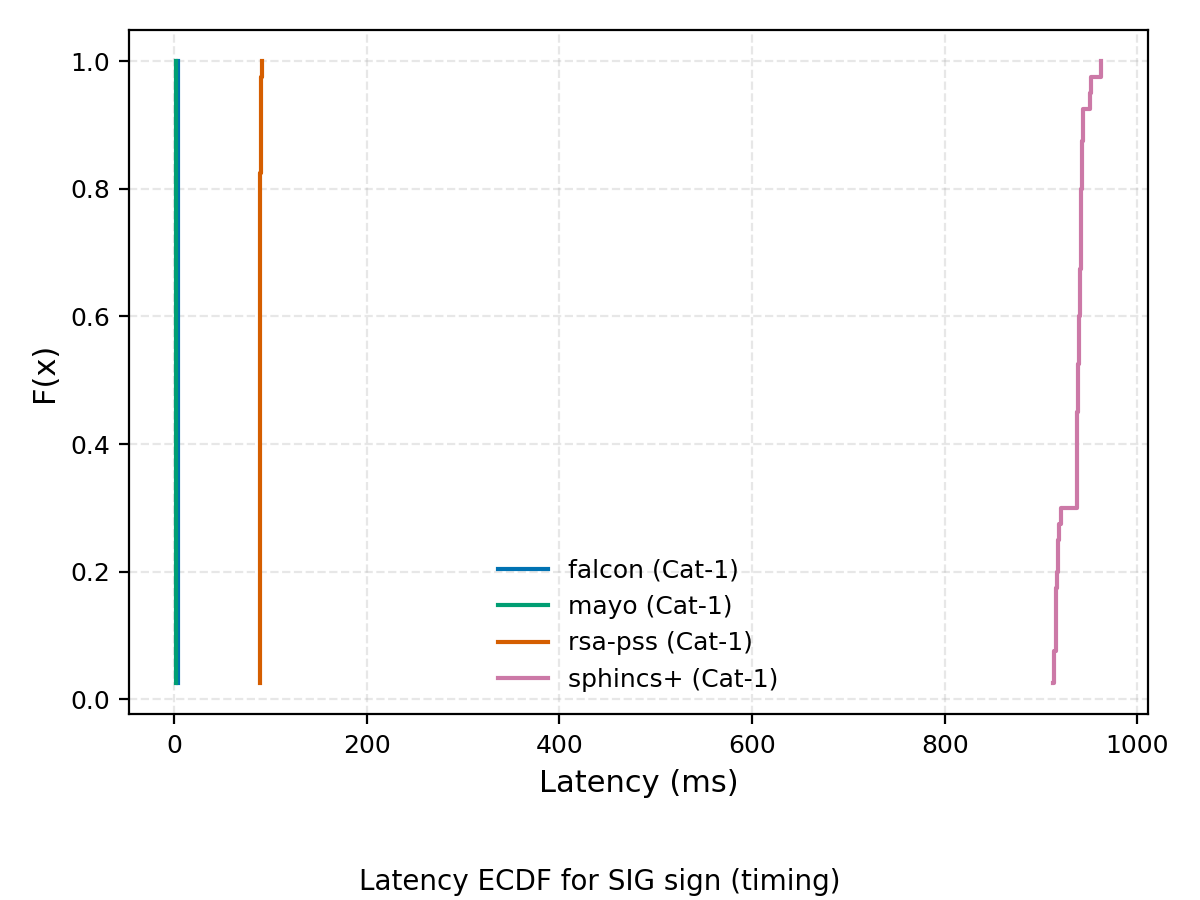 1.0
0.8
0.6
0.4
0.2
0.0
F(x)
falcon (Cat-1)
mayo (Cat-1)
rsa-pss (Cat-1)
sphincs+ (Cat-1)
0 200 400 600 800 1000
Latency (ms)
Latency ECDF for SIG sign (timing)